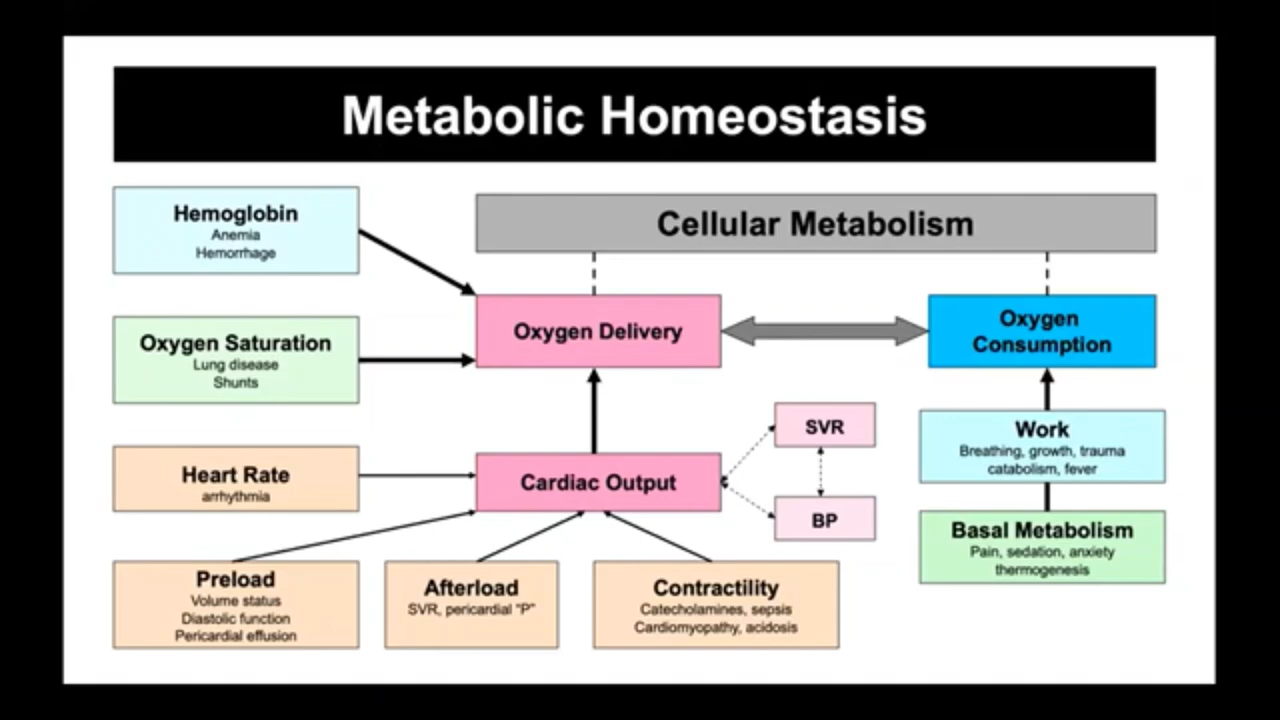 Metabolic Homeostasis
Hemoglobin
Anemia
Hemorrhage
Cellular Metabolism
Oxygen Saturation
Lung disease
Shunts
Oxygen Delivery
Oxygen
Consumption
Heart Rate
arrhythmia
Cardiac Output
SVR
BP
Work
Breathing, growth, trauma
catabolism, fever
Basal Metabolism
Pain, sedation, anxiety
thermogenesis
Preload
Volume status
Diastolic function
Pericardial effusion
Afterload
SVR, pericardial "P"
Contractility
Catecholamines, sepsis
Cardiomyopathy, acidosis